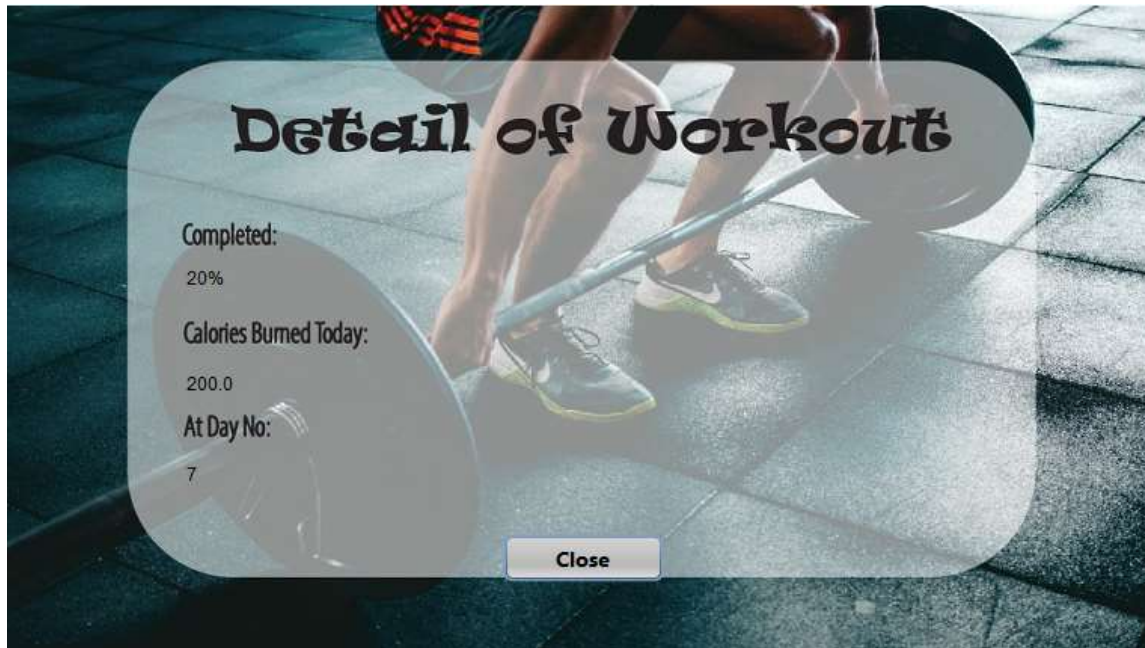 Detail of Workout
Completed:
20%
Calories Burned Today:
200.0
At Day No:
7
Close